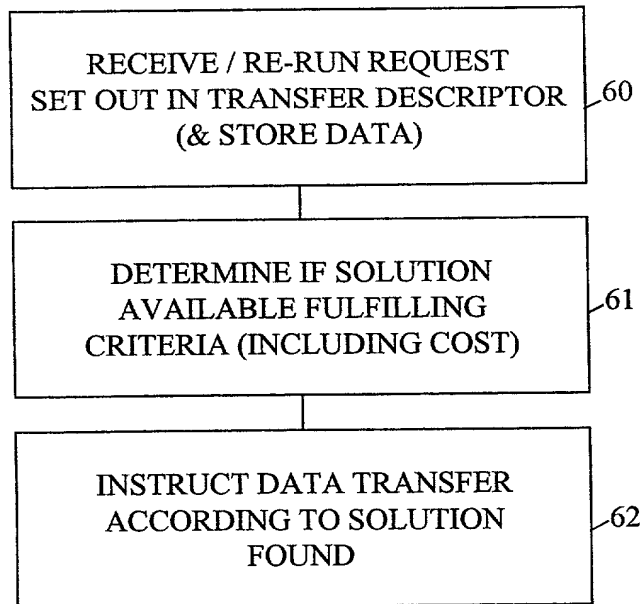 RECEIVE / RE-RUN REQUEST
SET OUT IN TRANSFER DESCRIPTOR
(& STORE DATA)
60
DETERMINE IF SOLUTION
AVAILABLE FULFILLING
CRITERIA (INCLUDING COST)
61
INSTRUCT DATA TRANSFER
ACCORDING TO SOLUTION
FOUND
62